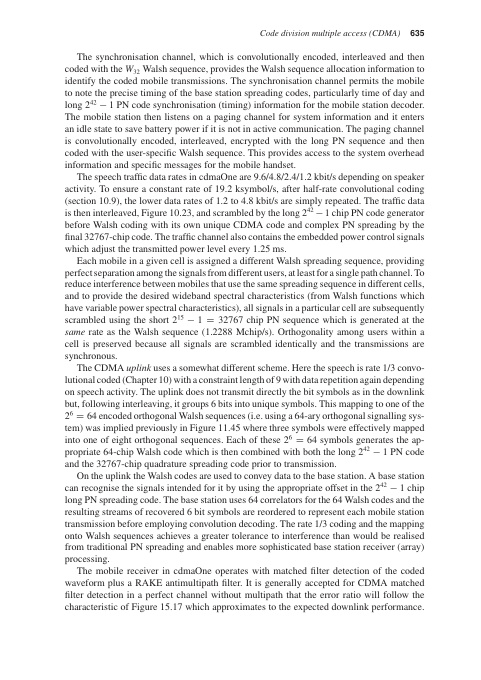 Code division multiple access (CDMA) 635
The synchronisation channel, which is convolutionally encoded, interleaved and then
coded with the W32 Walsh sequence, provides the Walsh sequence allocation information to
identify the coded mobile transmissions. The synchronisation channel permits the mobile
to note the precise timing of the base station spreading codes, particularly time of day and
long 2^42 − 1 PN code synchronisation (timing) information for the mobile station decoder.
The mobile station then listens on a paging channel for system information and it enters
an idle state to save battery power if it is not in active communication. The paging channel
is convolutionally encoded, interleaved, encrypted with the long PN sequence and then
coded with the user-specific Walsh sequence. This provides access to the system overhead
information and specific messages for the mobile handset.
The speech traffic data rates in cdmaOne are 9.6/4.8/2.4/1.2 kbit/s depending on speaker
activity. To ensure a constant rate of 19.2 ksymbol/s, after half-rate convolutional coding
(section 10.9), the lower data rates of 1.2 to 4.8 kbit/s are simply repeated. The traffic data
is then interleaved, Figure 10.23, and scrambled by the long 2^42 − 1 chip PN code generator
before Walsh coding with its own unique CDMA code and complex PN spreading by the
final 32767-chip code. The traffic channel also contains the embedded power control signals
which adjust the transmitted power level every 1.25 ms.
Each mobile in a given cell is assigned a different Walsh spreading sequence, providing
perfect separation among the signals from different users, at least for a single path channel. To
reduce interference between mobiles that use the same spreading sequence in different cells,
and to provide the desired wideband spectral characteristics (from Walsh functions which
have variable power spectral characteristics), all signals in a particular cell are subsequently
scrambled using the short 2^15 − 1 = 32767 chip PN sequence which is generated at the
same rate as the Walsh sequence (1.2288 Mchip/s). Orthogonality among users within a
cell is preserved because all signals are scrambled identically and the transmissions are
synchronous.
The CDMA uplink uses a somewhat different scheme. Here the speech is rate 1/3 convo-
lutional coded (Chapter 10) with a constraint length of 9 with data repetition again depending
on speech activity. The uplink does not transmit directly the bit symbols as in the downlink
but, following interleaving, it groups 6 bits into unique symbols. This mapping to one of the
2^6 = 64 encoded orthogonal Walsh sequences (i.e. using a 64-ary orthogonal signalling sys-
tem) was implied previously in Figure 11.45 where three symbols were effectively mapped
into one of eight orthogonal sequences. Each of these 2^6 = 64 symbols generates the ap-
propriate 64-chip Walsh code which is then combined with both the long 2^42 − 1 PN code
and the 32767-chip quadrature spreading code prior to transmission.
On the uplink the Walsh codes are used to convey data to the base station. A base station
can recognise the signals intended for it by using the appropriate offset in the 2^42 − 1 chip
long PN spreading code. The base station uses 64 correlators for the 64 Walsh codes and the
resulting streams of recovered 6 bit symbols are reordered to represent each mobile station
transmission before employing convolution decoding. The rate 1/3 coding and the mapping
onto Walsh sequences achieves a greater tolerance to interference than would be realised
from traditional PN spreading and enables more sophisticated base station receiver (array)
processing.
The mobile receiver in cdmaOne operates with matched filter detection of the coded
waveform plus a RAKE antimultipath filter. It is generally accepted for CDMA matched
filter detection in a perfect channel without multipath that the error ratio will follow the
characteristic of Figure 15.17 which approximates to the expected downlink performance.